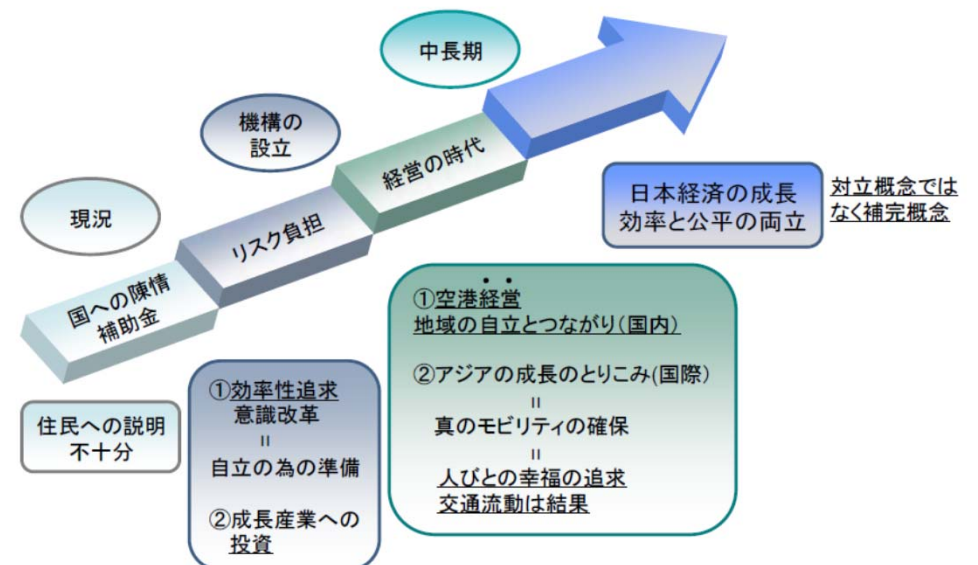 中長期
機構の
設立
経営の時代
現況
リスク負担
国への陳情
補助金
日本経済の成長
効率と公平の両立
対立概念では
なく補完概念
①空港経営
地域の自立とつながり(国内)
②アジアの成長のとりこみ(国際)
=
真のモビリティの確保
=
人びとの幸福の追求
交通流動は結果
住民への説明
不十分
①効率性追求
意識改革
=
自立の為の準備
②成長産業への
投資